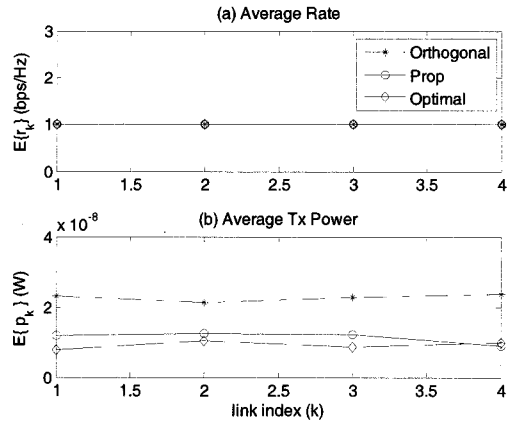 (a) Average Rate
3
2
1
0
E{r_k} (bps/Hz)
Orthogonal
Prop
Optimal
1 1.5 2 2.5 3 3.5 4
x 10^-8
(b) Average Tx Power
4
2
0
E{ p_k } (W)
1 1.5 2 2.5 3 3.5 4
link index (k)